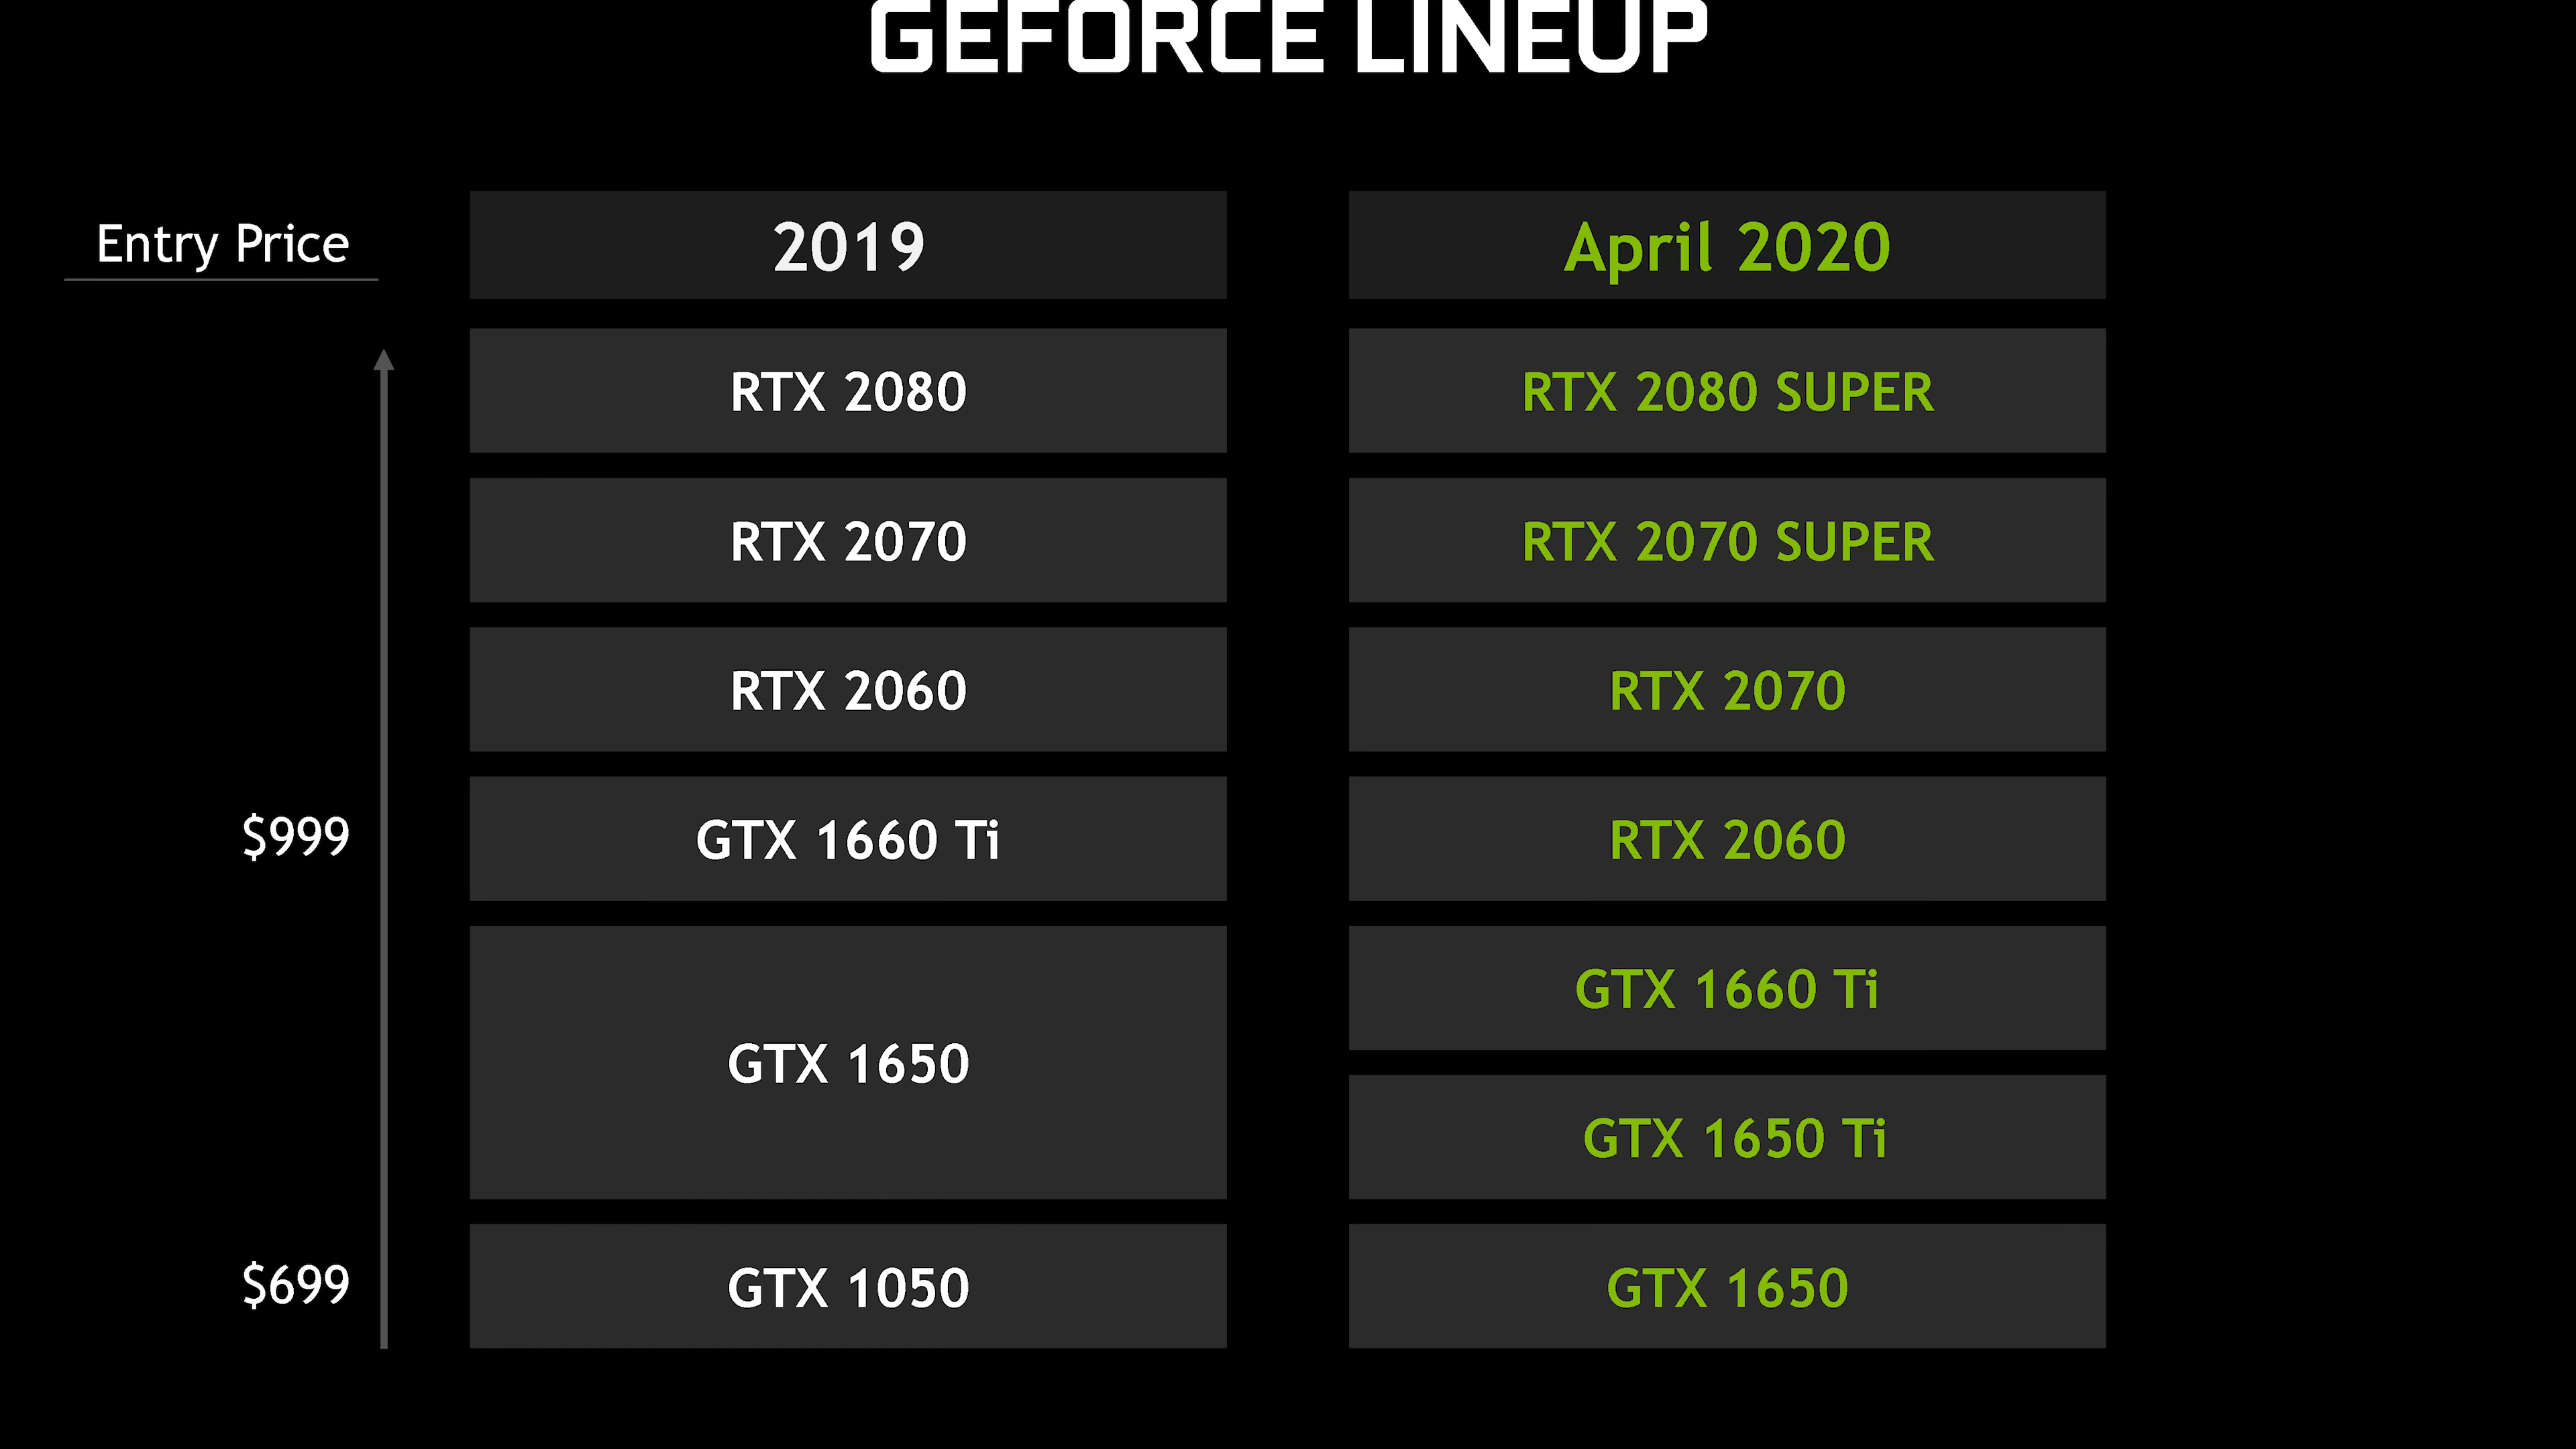 GEFORCE LINEUP
Entry Price
2019
April 2020
RTX 2080
RTX 2080 SUPER
RTX 2070
RTX 2070 SUPER
RTX 2060
RTX 2070
$999
GTX 1660 Ti
RTX 2060
GTX 1650
GTX 1660 Ti
GTX 1650 Ti
$699
GTX 1050
GTX 1650